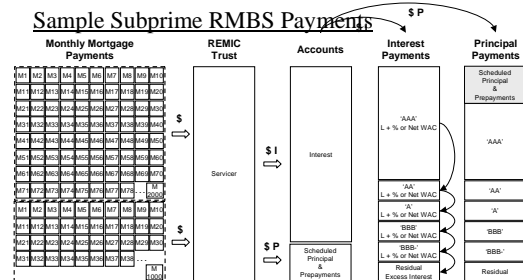 Sample Subprime RMBS Payments
$ P
$ I
Monthly Mortgage
Payments
REMIC
Trust
Accounts
Interest
Payments
Principal
Payments
M1 M2 M3 M4 M5 M6 M7 M8 M9 M10
M11 M12 M13 M14 M15 M16 M17 M18 M19 M20
M21 M22 M23 M24 M25 M26 M27 M28 M29 M30
M31 M32 M33 M34 M35 M36 M37 M38 M39 M40
M41 M42 M43 M44 M45 M46 M47 M48 M49 M50
M51 M52 M53 M54 M55 M56 M57 M58 M59 M60
M61 M62 M63 M64 M65 M66 M67 M68 M69 M70
M71 M72 M73 M74 M75 M76 M77 M78 . . . M
2000
M1 M2 M3 M4 M5 M6 M7 M8 M9 M10
M11 M12 M13 M14 M15 M16 M17 M18 M19 M20
M21 M22 M23 M24 M25 M26 M27 M28 M29 M30
M31 M32 M33 M34 M35 M36 M37 M38 . . .
M
1000
$
$
Servicer
$ I
$ P
Interest
Scheduled
Principal
&
Prepayments
'AAA'
L + % or Net WAC
'AA'
L + % or Net WAC
'A'
L + % or Net WAC
'BBB'
L + % or Net WAC
'BBB-'
L + % or Net WAC
Residual
Excess Interest
Scheduled
Principal
&
Prepayments
'AAA'
'AA'
'A'
'BBB'
'BBB-'
Residual